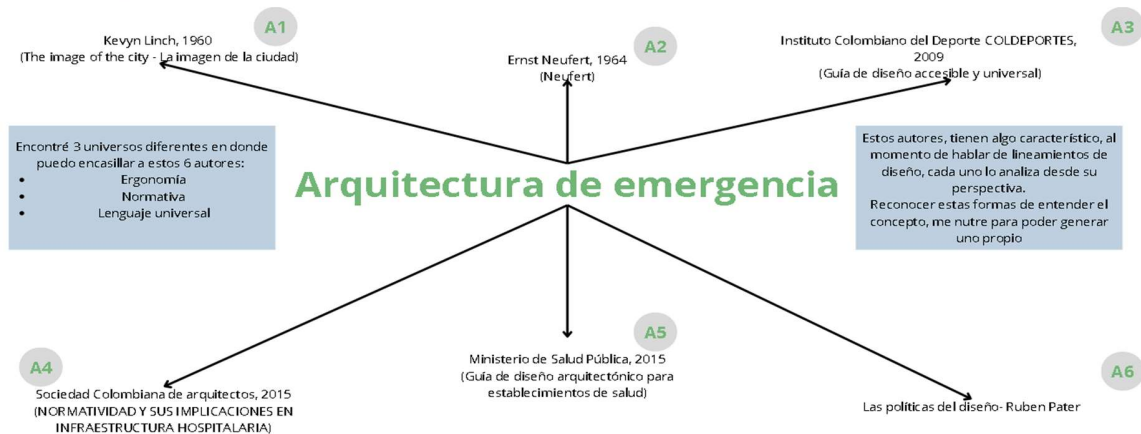 A1
Kevyn Linch, 1960
(The image of the city - La imagen de la ciudad)
A2
Ernst Neufert, 1964
(Neufert)
A3
Instituto Colombiano del Deporte COLDEPORTES,
2009
(Guía de diseño accesible y universal)
Encontré 3 universos diferentes en donde
puedo encasillar a estos 6 autores:
• Ergonomía
• Normativa
• Lenguaje universal
Arquitectura de emergencia
Estos autores, tienen algo característico, al
momento de hablar de lineamientos de
diseño, cada uno lo analiza desde su
perspectiva.
Reconocer estas formas de entender el
concepto, me nutre para poder generar
uno propio
A4
Sociedad Colombiana de arquitectos, 2015
(NORMATIVIDAD Y SUS IMPLICACIONES EN
INFRAESTRUCTURA HOSPITALARIA)
A5
Ministerio de Salud Pública, 2015
(Guía de diseño arquitectónico para
establecimientos de salud)
A6
Las políticas del diseño- Ruben Pater